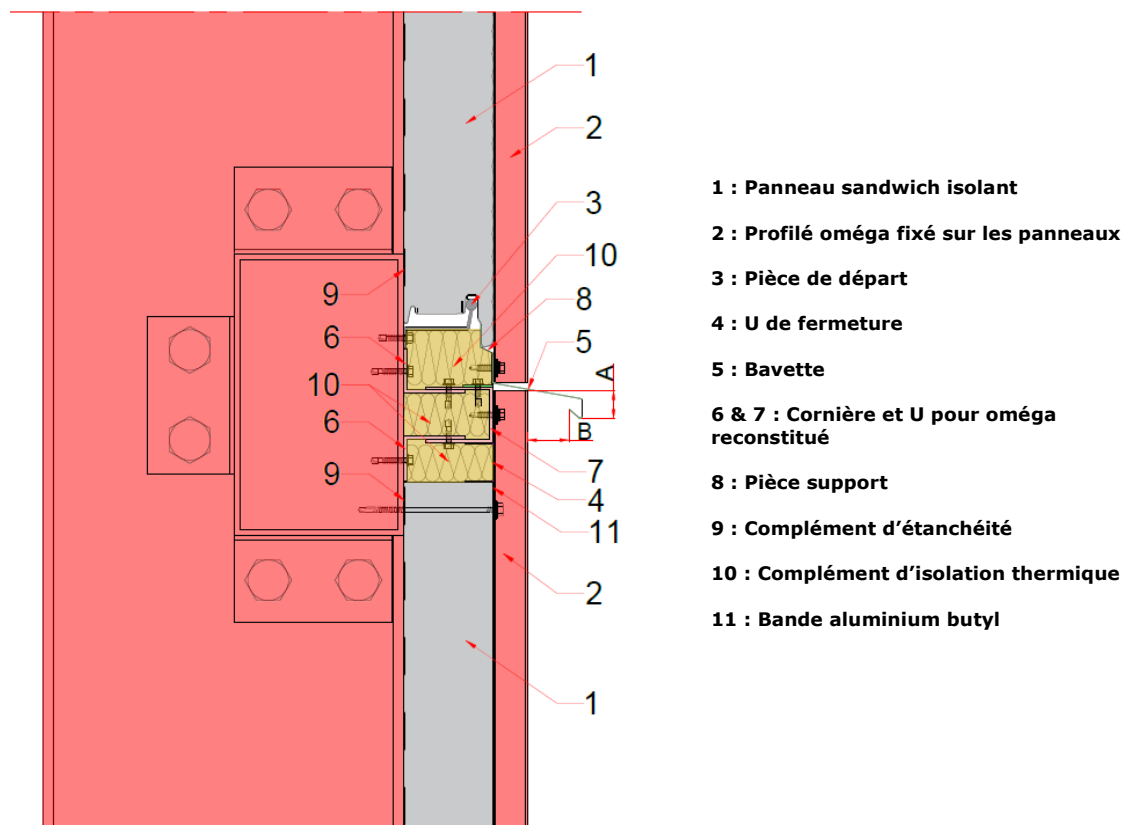 1
2
3
10
8
5
A
B
9
6
10
6
9
7
4
11
2
1
1 : Panneau sandwich isolant
2 : Profilé oméga fixé sur les panneaux
3 : Pièce de départ
4 : U de fermeture
5 : Bavette
6 & 7 : Cornière et U pour oméga
reconstitué
8 : Pièce support
9 : Complément d’étanchéité
10 : Complément d’isolation thermique
11 : Bande aluminium butyl